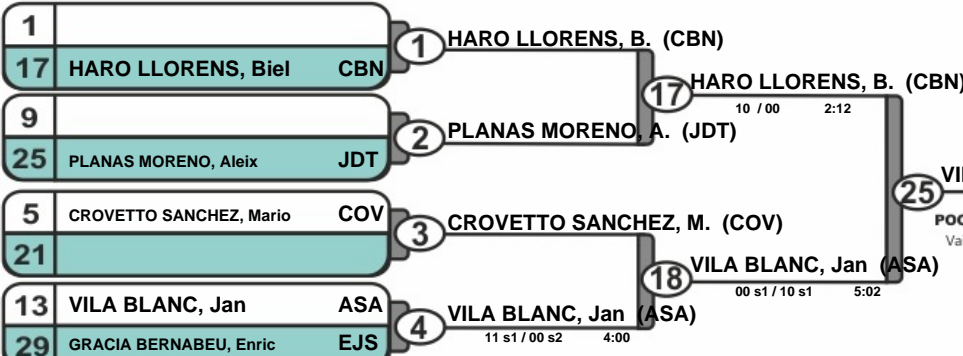 1
17 HARO LLORENS, Biel CBN
1 HARO LLORENS, B. (CBN)
17 HARO LLORENS, B. (CBN)
10 / 00 2:12
9
25 PLANAS MORENO, Aleix JDT
2 PLANAS MORENO, A. (JDT)
25
5 CROVETTO SANCHEZ, Mario COV
21
3 CROVETTO SANCHEZ, M. (COV)
18 VILA BLANC, Jan (ASA)
00 s1 / 10 s1 5:02
13 VILA BLANC, Jan ASA
29 GRACIA BERNABEU, Enric EJS
4 VILA BLANC, Jan (ASA)
11 s1 / 00 s2 4:00